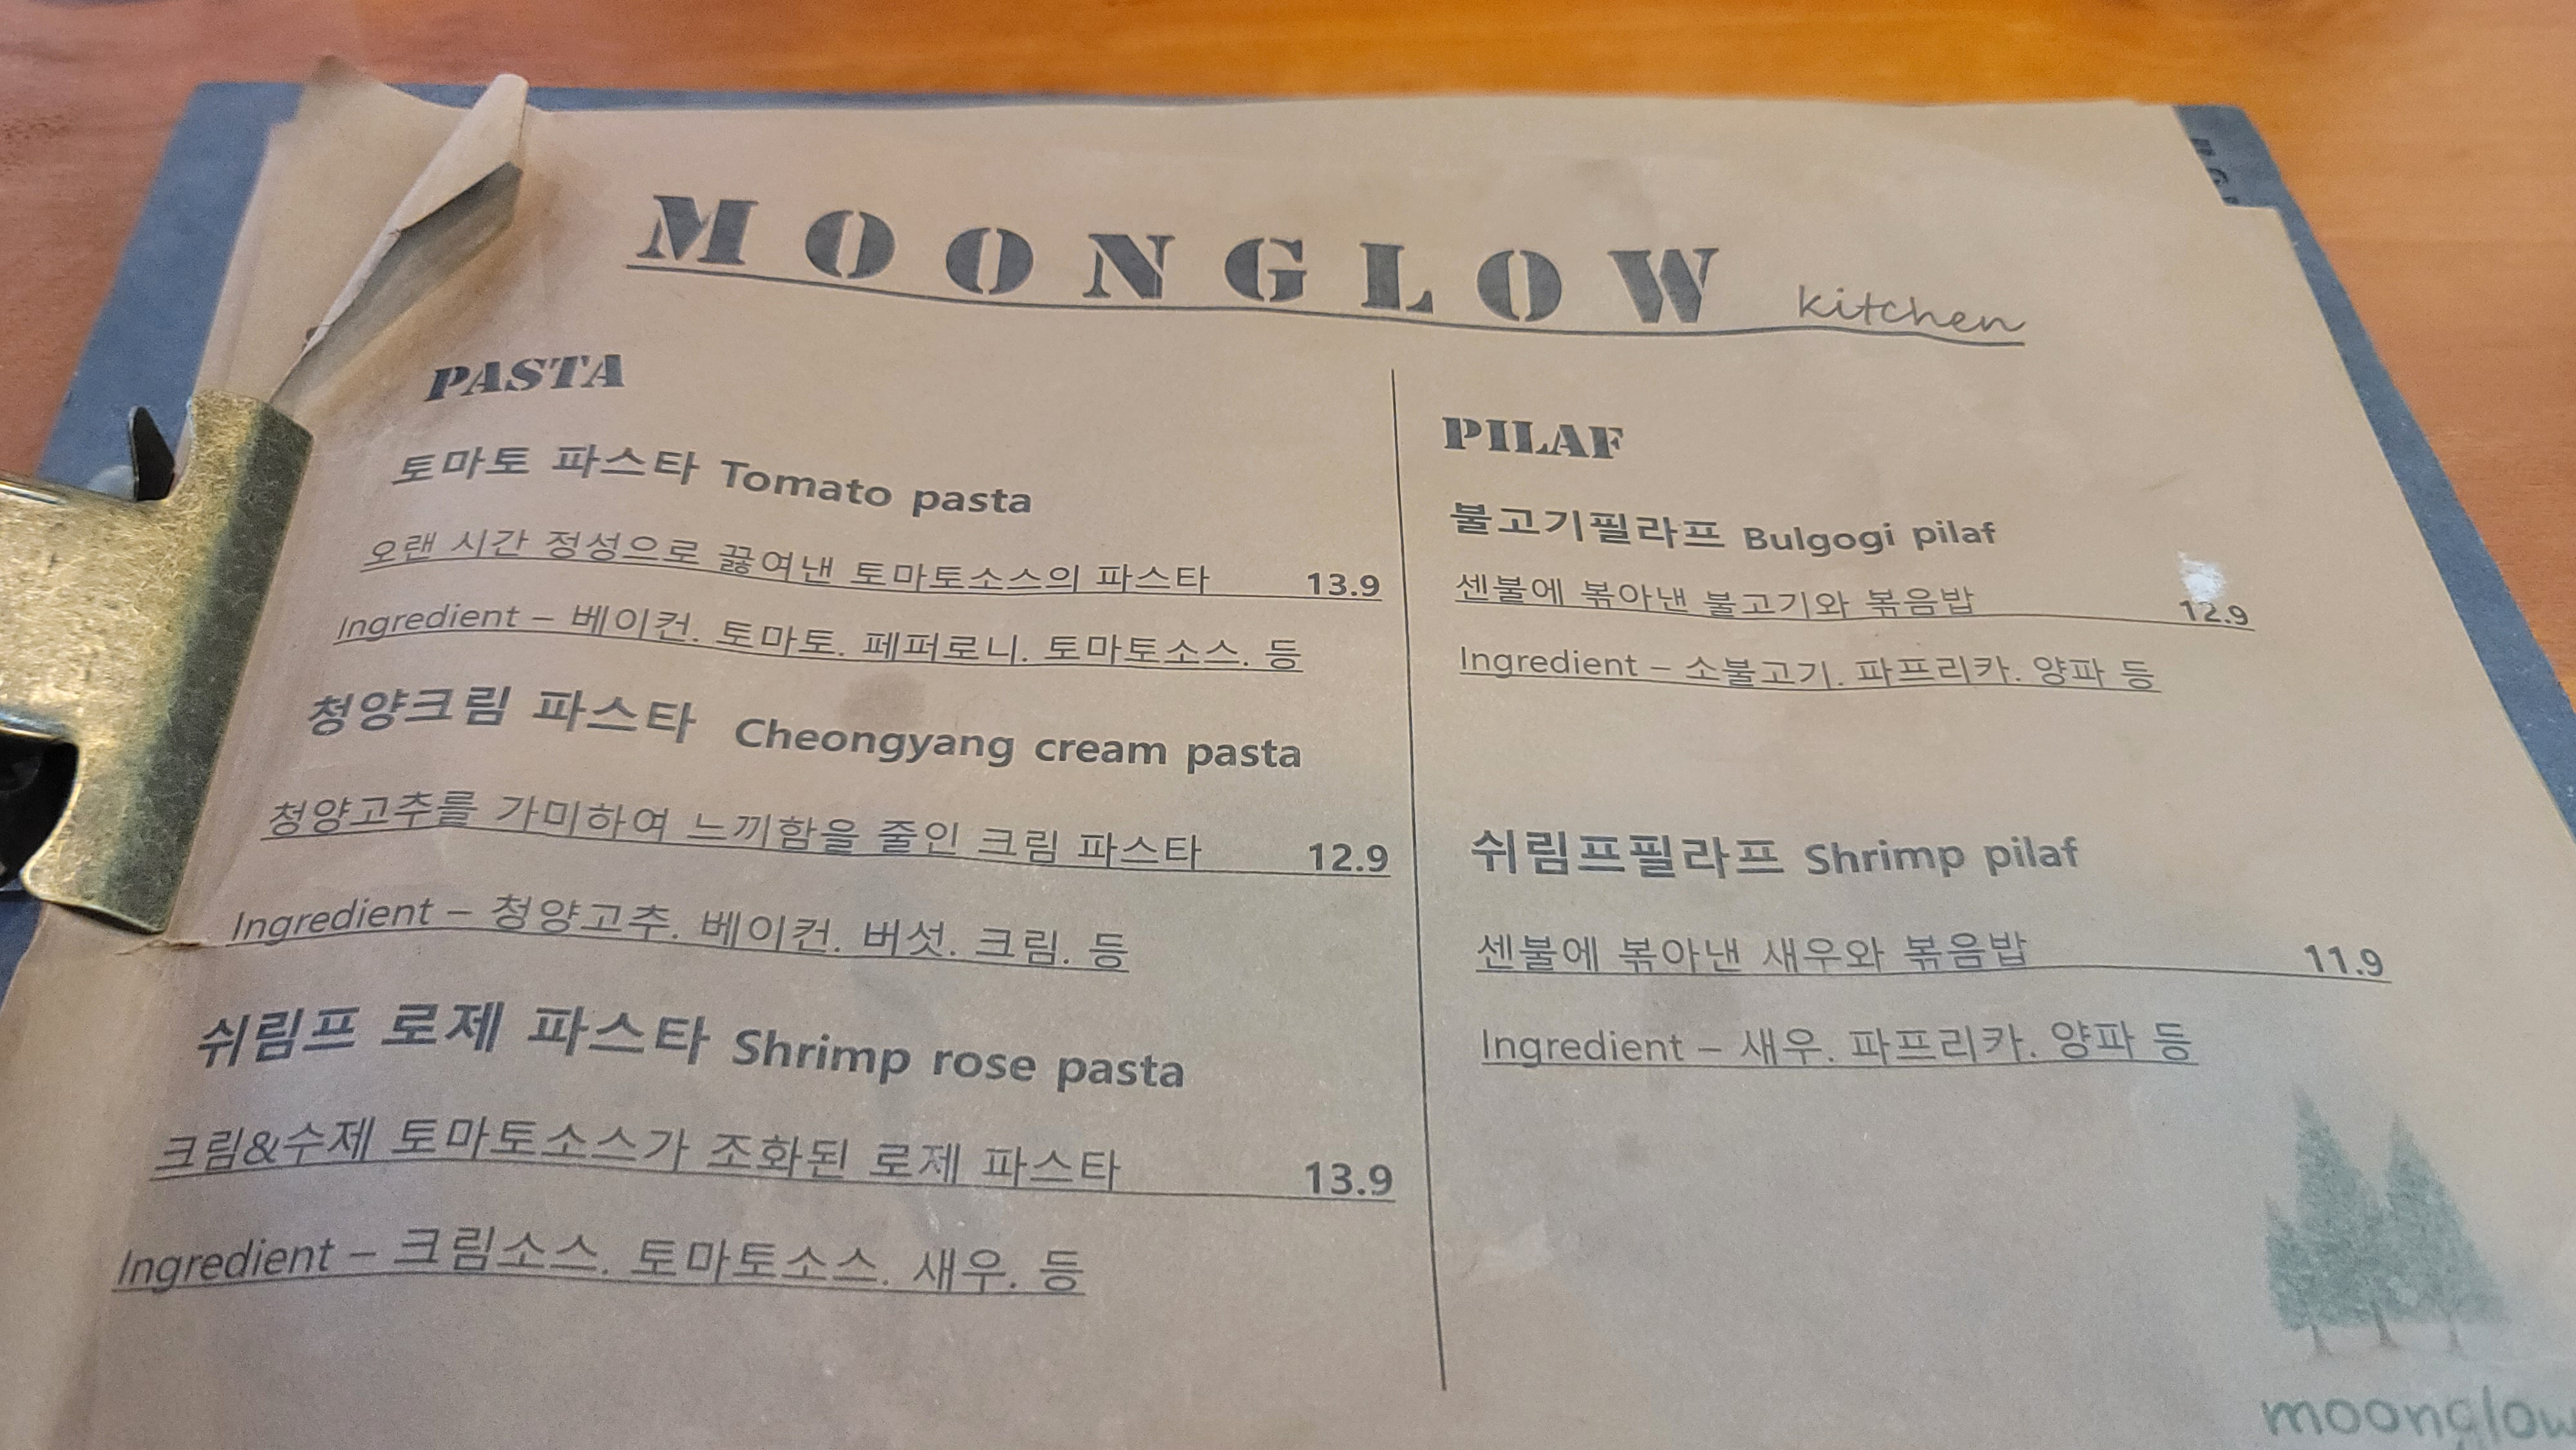 MOONGLOW kitchen
PASTA
토마토 파스타 Tomato pasta
오랜 시간 정성으로 끓여낸 토마토소스의 파스타 13.9
Ingredient – 베이컨. 토마토. 페퍼로니. 토마토소스. 등
청양크림 파스타 Cheongyang cream pasta
청양고추를 가미하여 느끼함을 줄인 크림 파스타 12.9
Ingredient – 청양고추. 베이컨. 버섯. 크림. 등
쉬림프 로제 파스타 Shrimp rose pasta
크림&수제 토마토소스가 조화된 로제 파스타 13.9
Ingredient – 크림소스. 토마토소스. 새우. 등
PILAF
불고기필라프 Bulgogi pilaf
센불에 볶아낸 불고기와 볶음밥 12.9
Ingredient – 소불고기. 파프리카. 양파 등
쉬림프필라프 Shrimp pilaf
센불에 볶아낸 새우와 볶음밥 11.9
Ingredient – 새우. 파프리카. 양파 등
moonglow